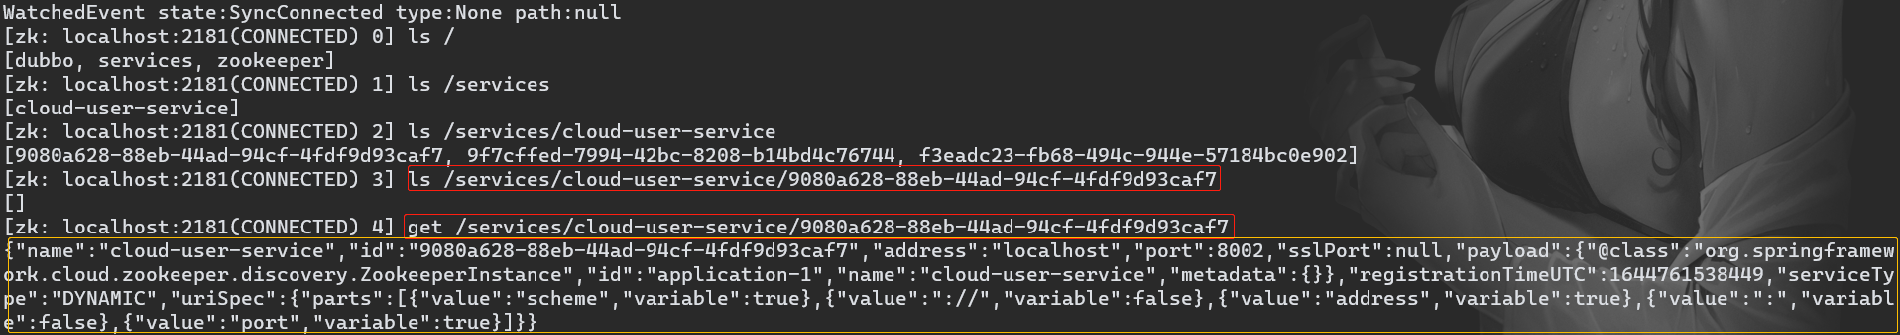 WatchedEvent state:SyncConnected type:None path:null
[zk: localhost:2181(CONNECTED) 0] ls /
[dubbo, services, zookeeper]
[zk: localhost:2181(CONNECTED) 1] ls /services
[cloud-user-service]
[zk: localhost:2181(CONNECTED) 2] ls /services/cloud-user-service
[9080a628-88eb-44ad-94cf-4fdf9d93caf7, 9f7cffed-7994-42bc-8208-b14bd4c76744, f3eadc23-fb68-494c-944e-57184bc0e902]
[zk: localhost:2181(CONNECTED) 3] ls /services/cloud-user-service/9080a628-88eb-44ad-94cf-4fdf9d93caf7
[]
[zk: localhost:2181(CONNECTED) 4] get /services/cloud-user-service/9080a628-88eb-44ad-94cf-4fdf9d93caf7
{"name":"cloud-user-service","id":"9080a628-88eb-44ad-94cf-4fdf9d93caf7","address":"localhost","port":8002,"sslPort":null,"payload":{"@class":"org.springframew
ork.cloud.zookeeper.discovery.ZookeeperInstance","id":"application-1","name":"cloud-user-service","metadata":{}},"registrationTimeUTC":1644761538449,"serviceTy
pe":"DYNAMIC","uriSpec":{"parts":[{"value":"scheme","variable":true},{"value":"://","variable":false},{"value":"address","variable":true},{"value":":","variabl
e":false},{"value":"port","variable":true}]}}